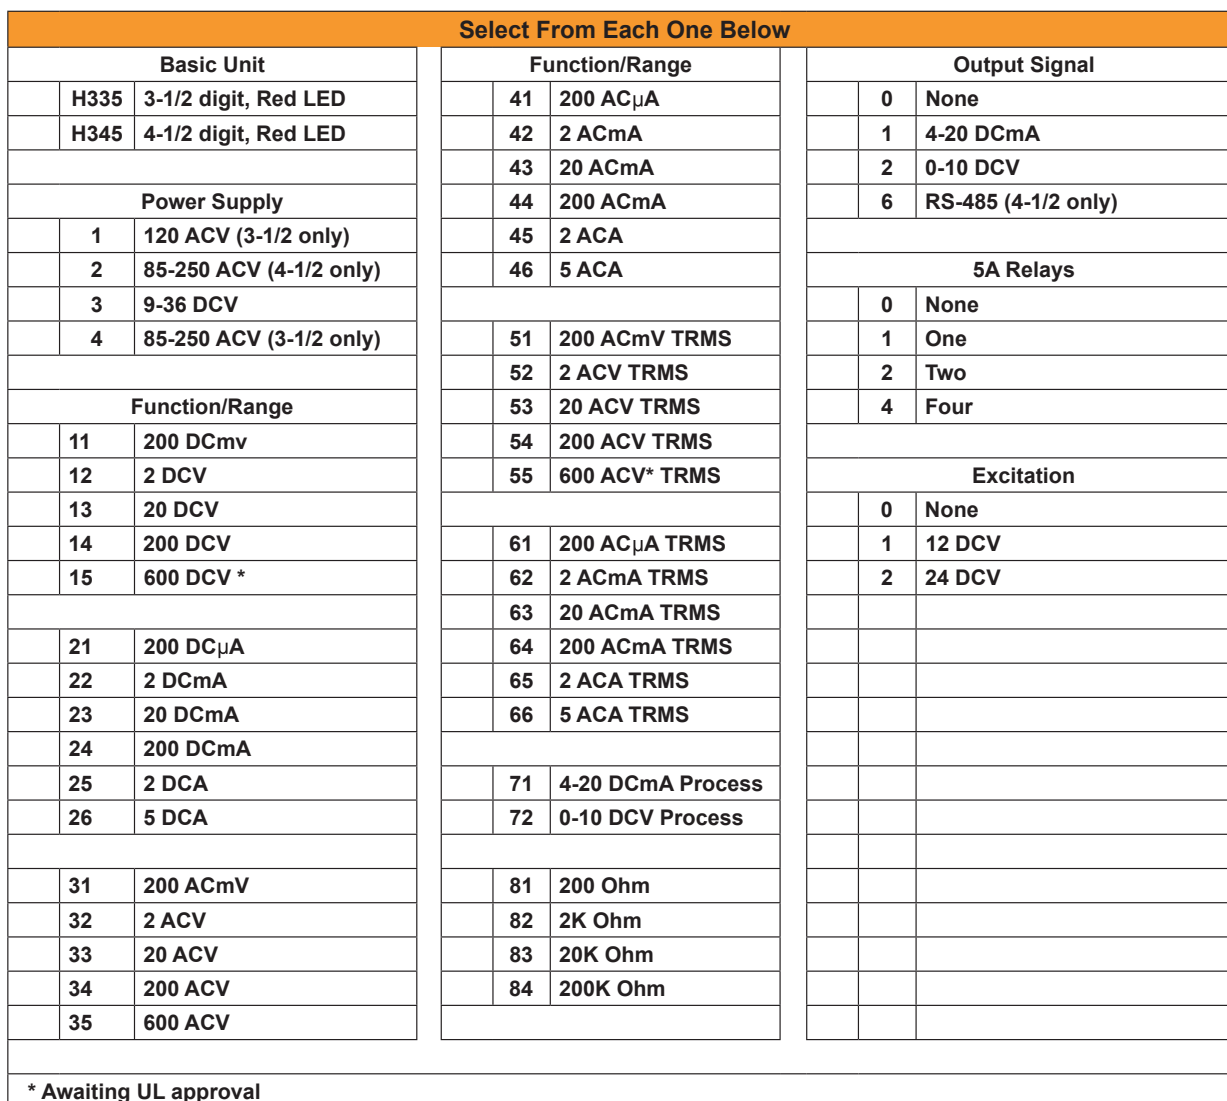 Select From Each One Below
Basic Unit
H335 3-1/2 digit, Red LED
H345 4-1/2 digit, Red LED
Power Supply
1 120 ACV (3-1/2 only)
2 85-250 ACV (4-1/2 only)
3 9-36 DCV
4 85-250 ACV (3-1/2 only)
Function/Range
11 200 DCmv
12 2 DCV
13 20 DCV
14 200 DCV
15 600 DCV *
21 200 DCµA
22 2 DCmA
23 20 DCmA
24 200 DCmA
25 2 DCA
26 5 DCA
31 200 ACmV
32 2 ACV
33 20 ACV
34 200 ACV
35 600 ACV
Function/Range
41 200 ACµA
42 2 ACmA
43 20 ACmA
44 200 ACmA
45 2 ACA
46 5 ACA
51 200 ACmV TRMS
52 2 ACV TRMS
53 20 ACV TRMS
54 200 ACV TRMS
55 600 ACV* TRMS
61 200 ACµA TRMS
62 2 ACmA TRMS
63 20 ACmA TRMS
64 200 ACmA TRMS
65 2 ACA TRMS
66 5 ACA TRMS
71 4-20 DCmA Process
72 0-10 DCV Process
81 200 Ohm
82 2K Ohm
83 20K Ohm
84 200K Ohm
Output Signal
0 None
1 4-20 DCmA
2 0-10 DCV
6 RS-485 (4-1/2 only)
5A Relays
0 None
1 One
2 Two
4 Four
Excitation
0 None
1 12 DCV
2 24 DCV
* Awaiting UL approval